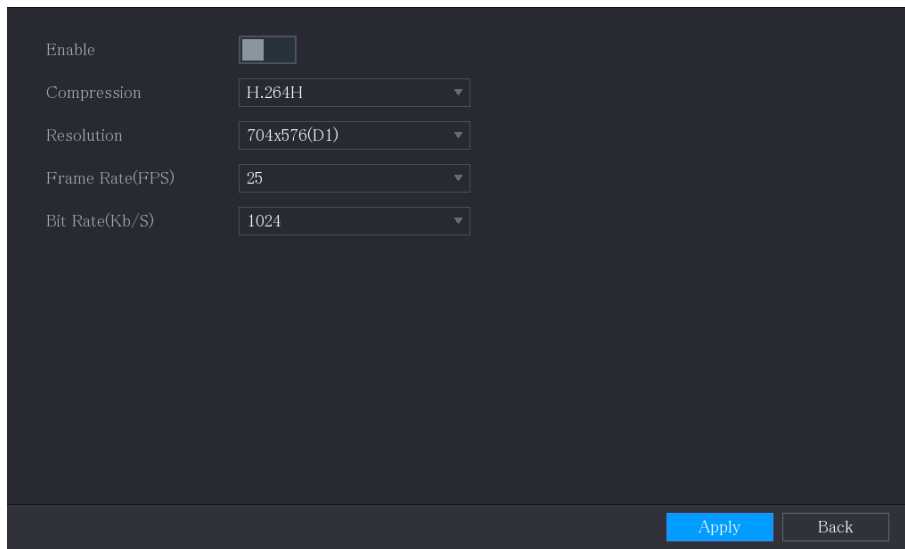 Enable
Compression H.264H
Resolution 704x576(D1)
Frame Rate(FPS) 25
Bit Rate(Kb/S) 1024
Apply Back